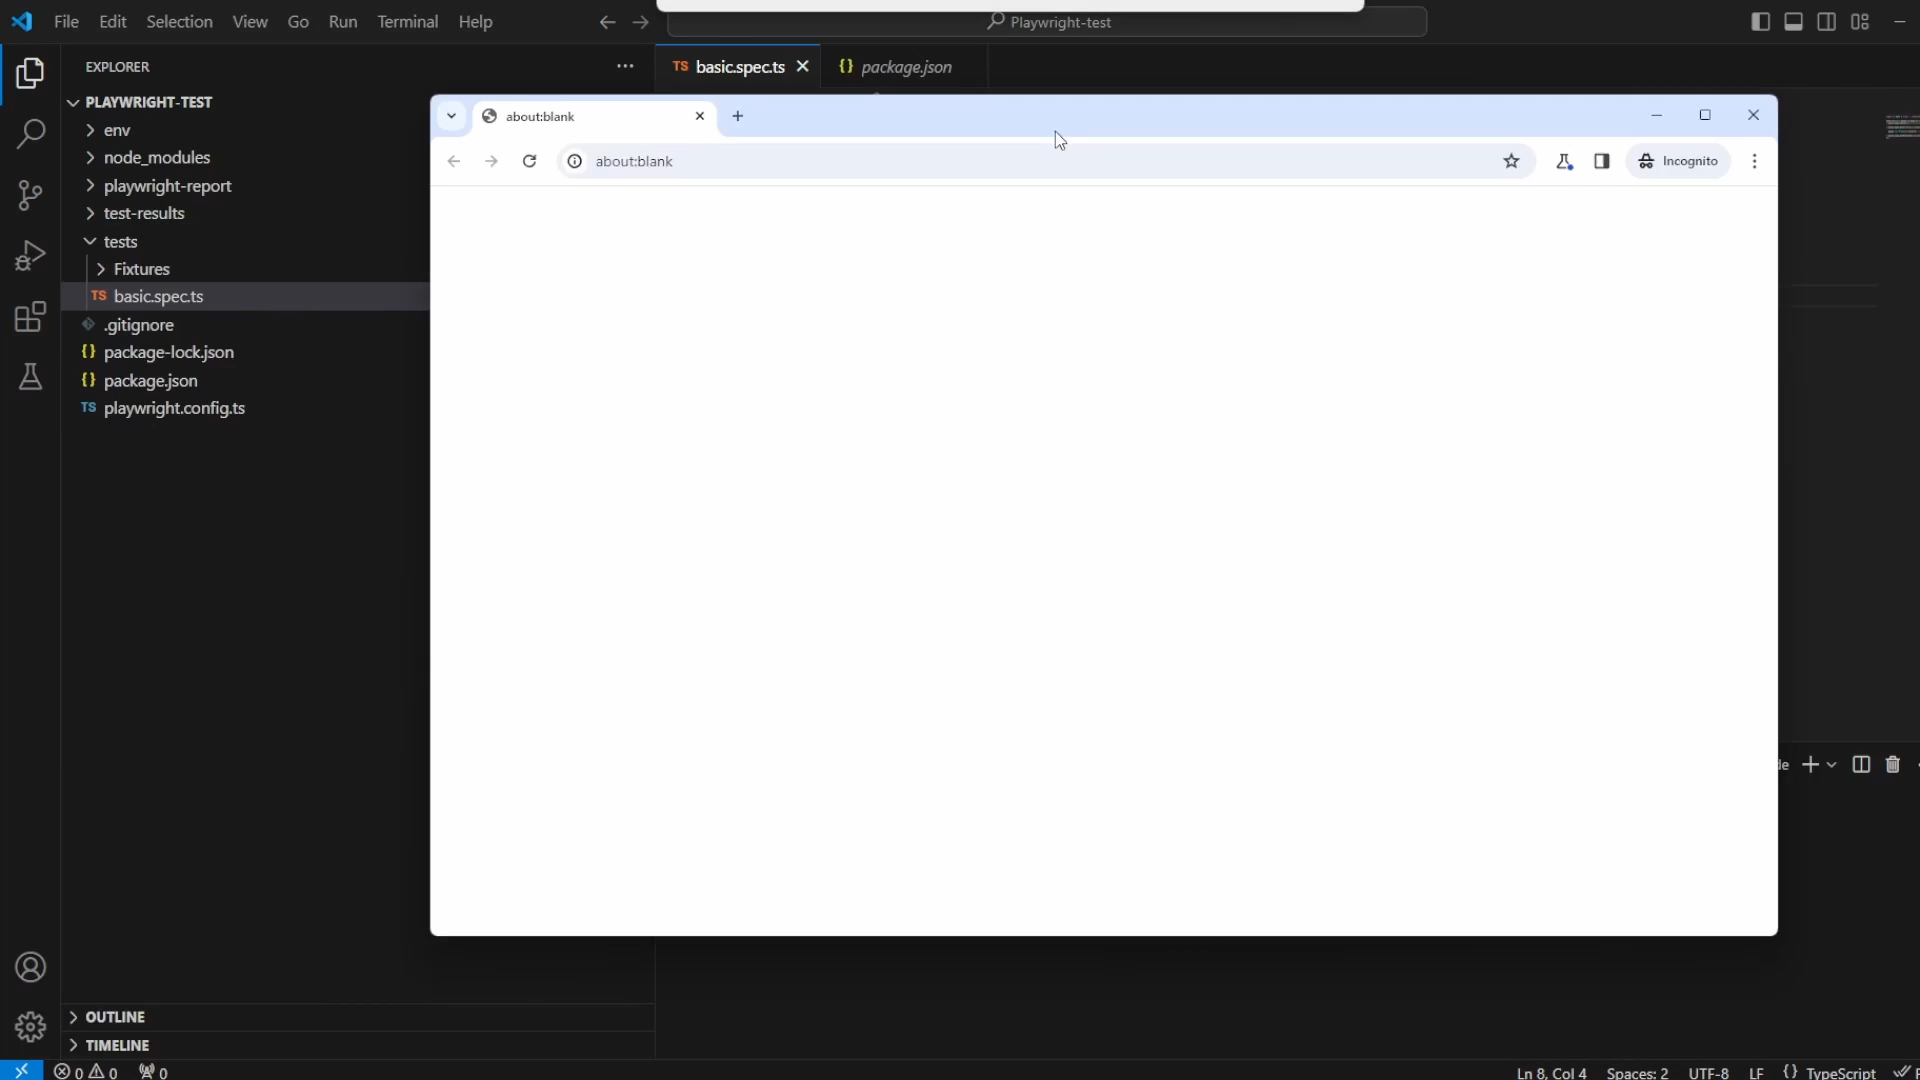 File Edit Selection View Go Run Terminal Help
Playwright-test
EXPLORER
TS basic.spec.ts
{} package.json
PLAYWRIGHT-TEST
env
node_modules
playwright-report
test-results
tests
Fixtures
TS basic.spec.ts
.gitignore
{} package-lock.json
{} package.json
TS playwright.config.ts
about:blank
about:blank
Incognito
OUTLINE
TIMELINE
0 0 0
Ln 8, Col 4 Spaces: 2 UTF-8 LF {} TypeScript